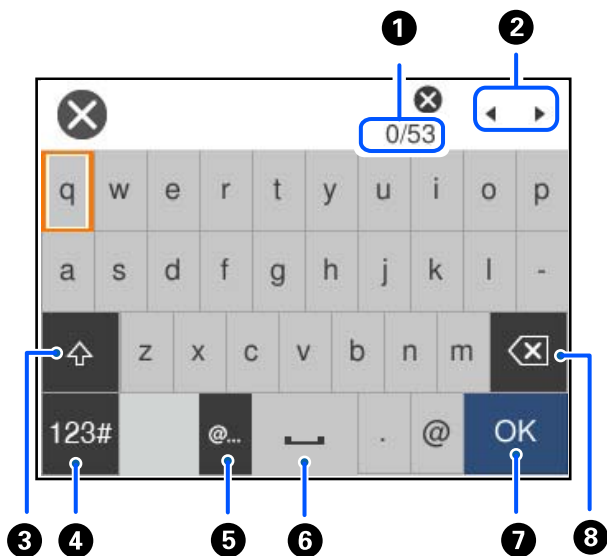 1 2
0/53
q w e r t y u i o p
a s d f g h j k l -
z x c v b n m
123# @... . @ OK
3 4 5 6 7 8